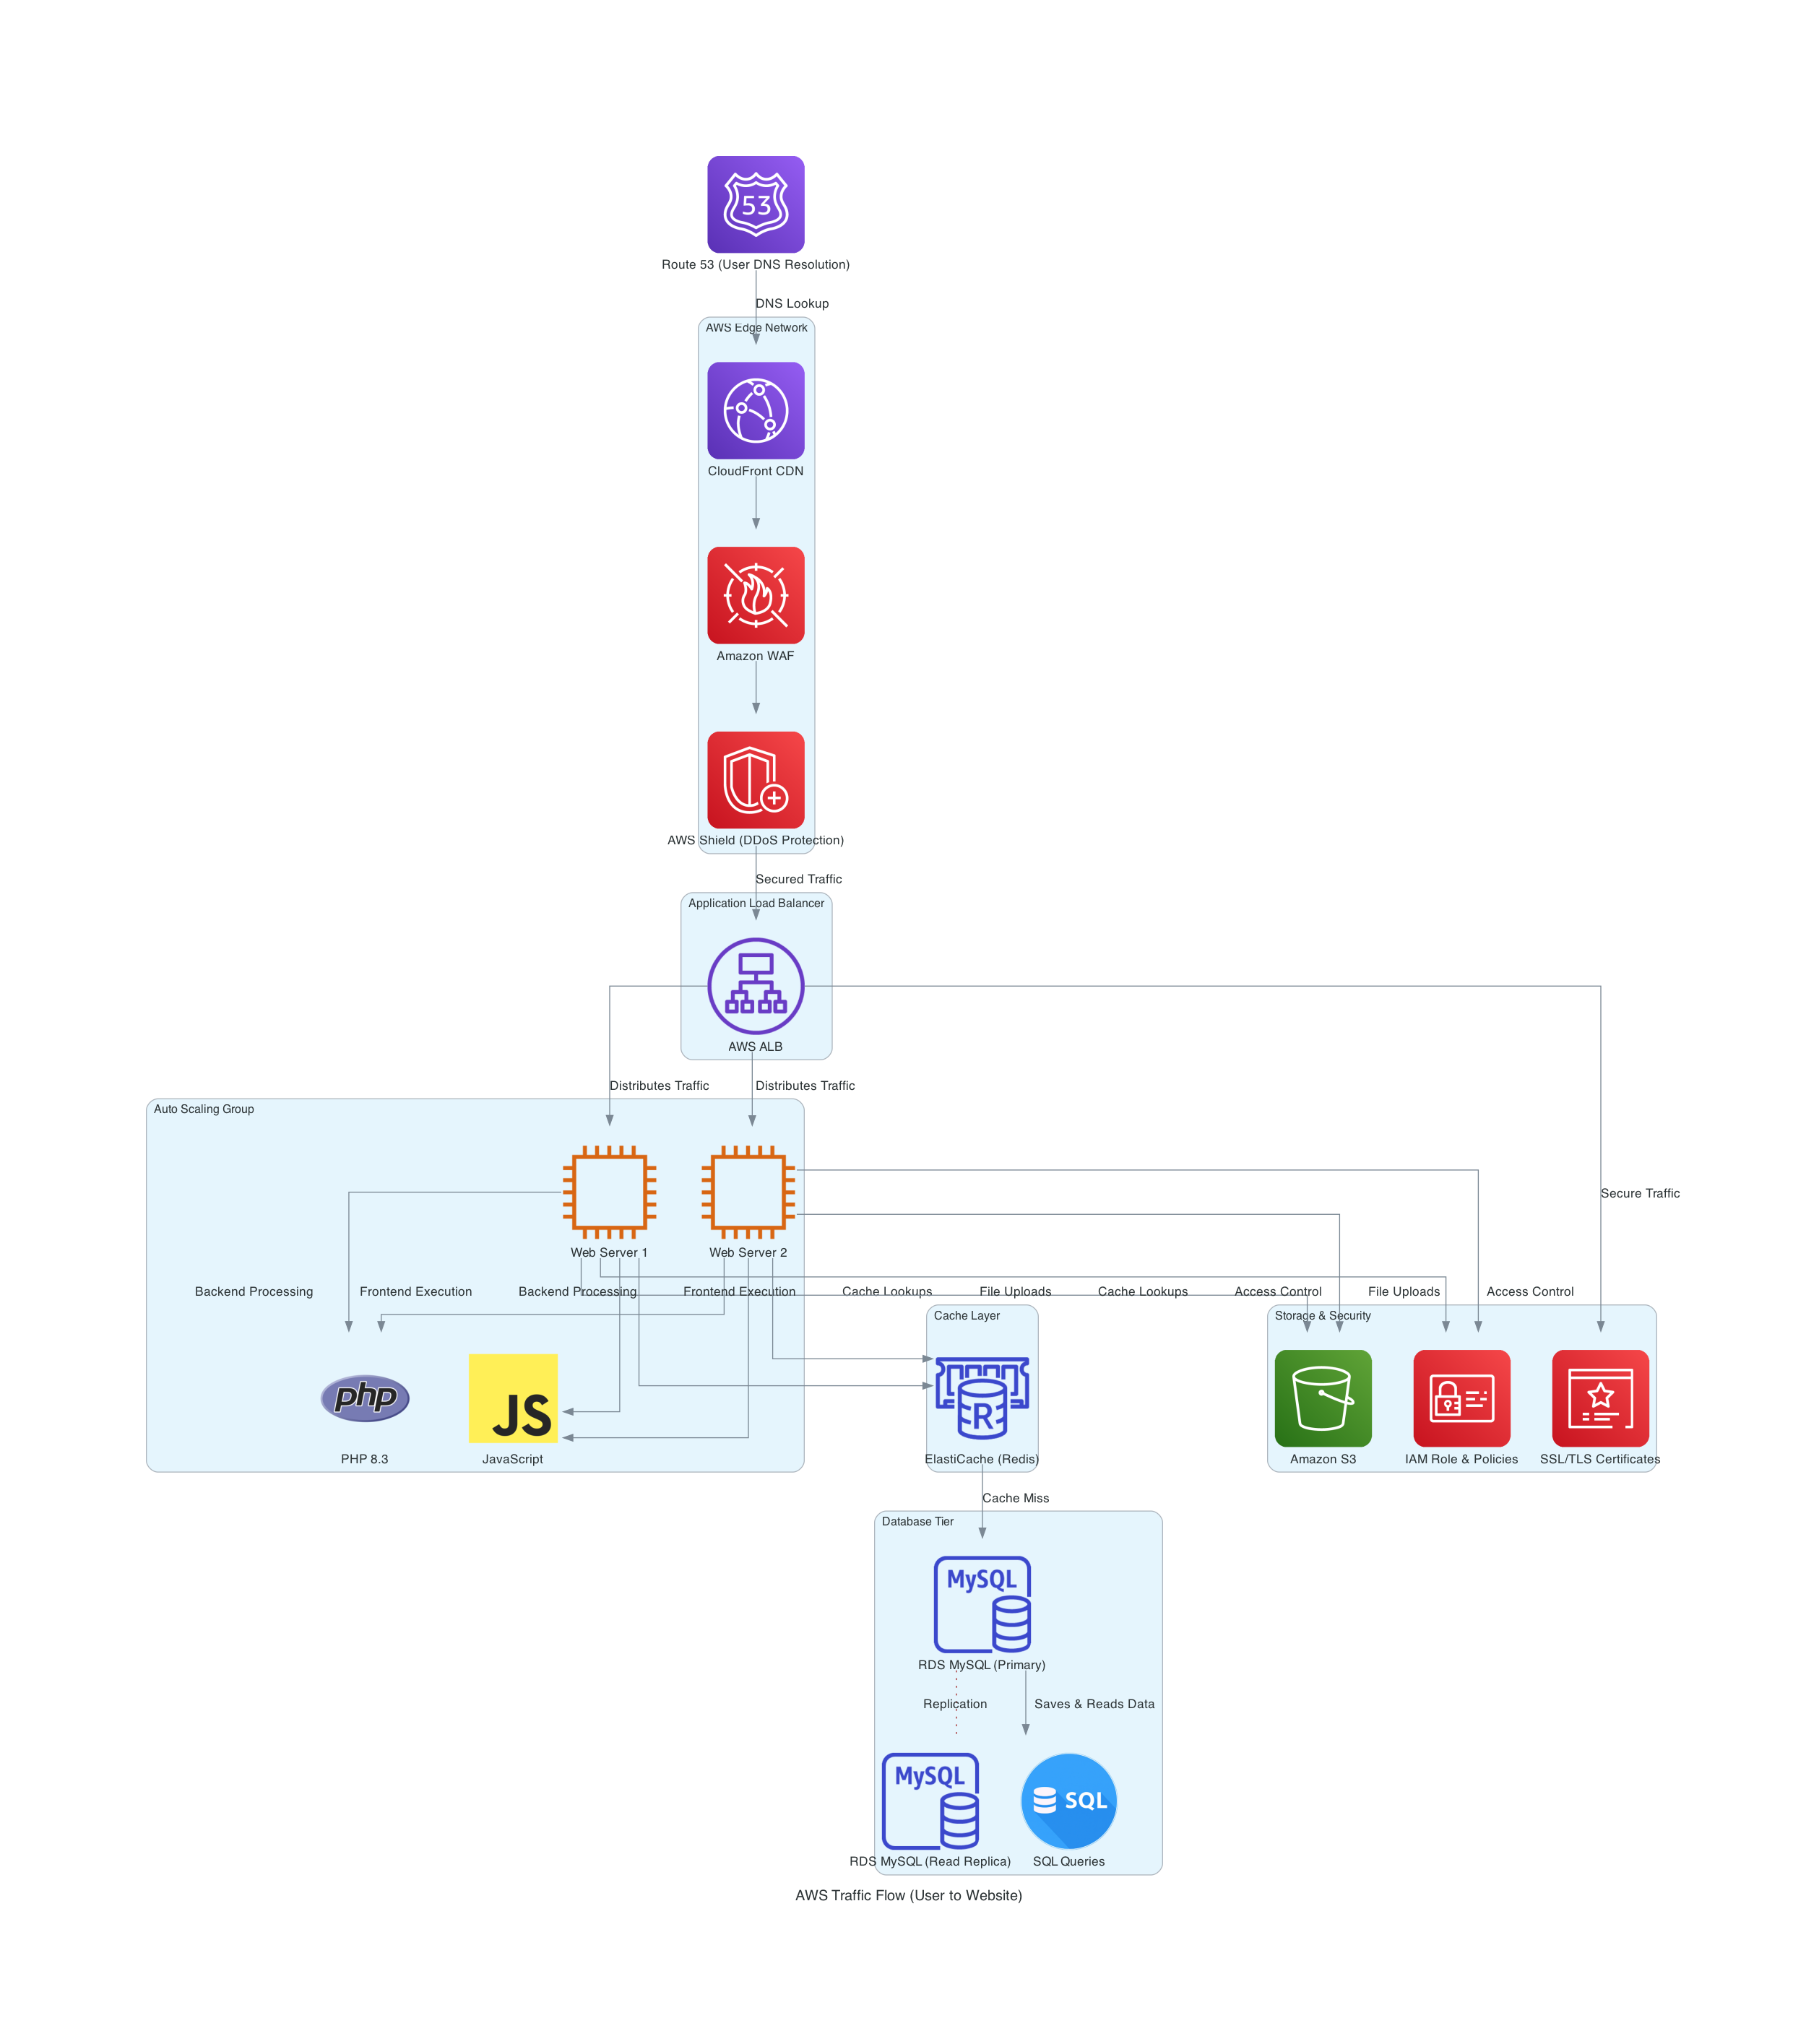 53
Route 53 (User DNS Resolution)
DNS Lookup
AWS Edge Network
CloudFront CDN
Amazon WAF
AWS Shield (DDoS Protection)
Secured Traffic
Application Load Balancer
AWS ALB
Distributes Traffic
Distributes Traffic
Auto Scaling Group
Secure Traffic
Web Server 1
Web Server 2
Backend Processing
Frontend Execution
Backend Processing
Frontend Execution
Cache Lookups
File Uploads
Cache Lookups
Access Control
File Uploads
Access Control
Cache Layer
Storage & Security
php
JS
R
PHP 8.3
JavaScript
ElastiCache (Redis)
Amazon S3
IAM Role & Policies
SSL/TLS Certificates
Cache Miss
Database Tier
MySQL
RDS MySQL (Primary)
Replication
Saves & Reads Data
MySQL
SQL
RDS MySQL (Read Replica)
SQL Queries
AWS Traffic Flow (User to Website)